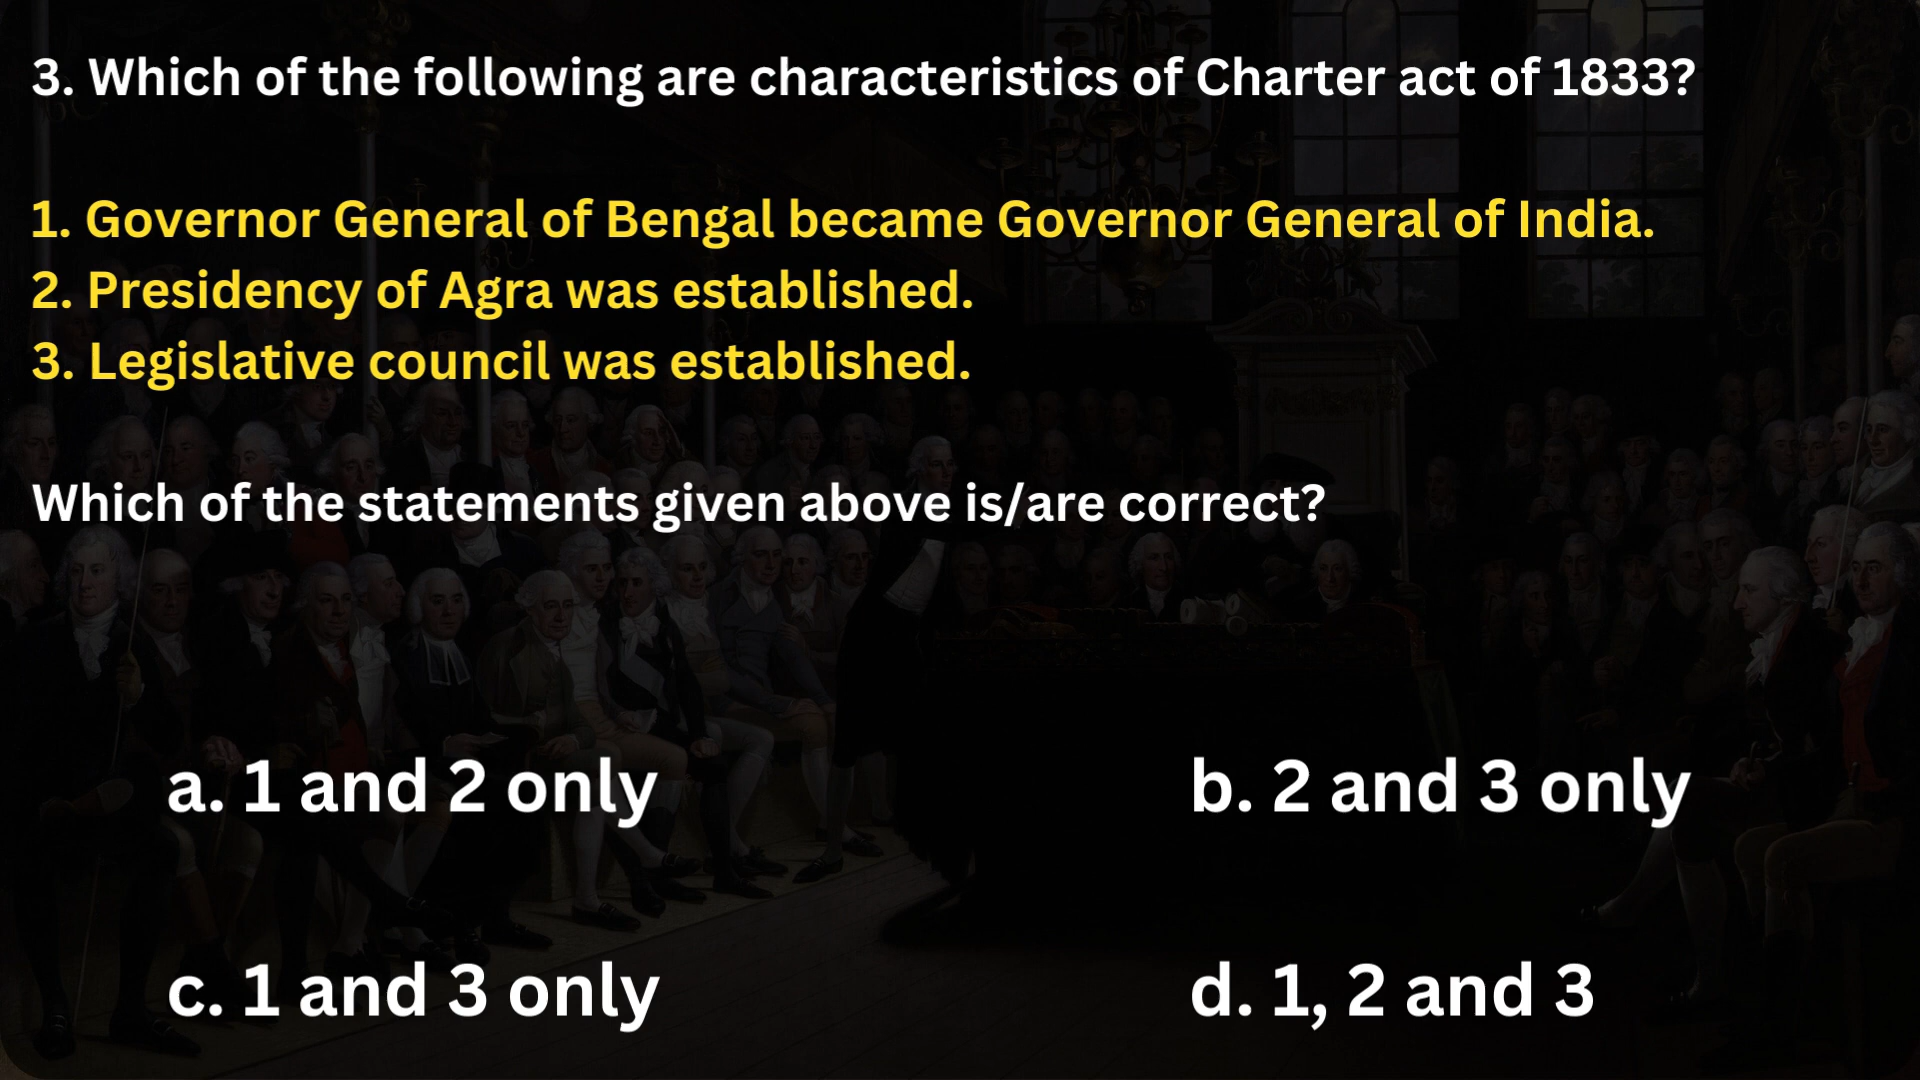 3. Which of the following are characteristics of Charter act of 1833?
1. Governor General of Bengal became Governor General of India.
2. Presidency of Agra was established.
3. Legislative council was established.
Which of the statements given above is/are correct?
a. 1 and 2 only
b. 2 and 3 only
c. 1 and 3 only
d. 1, 2 and 3